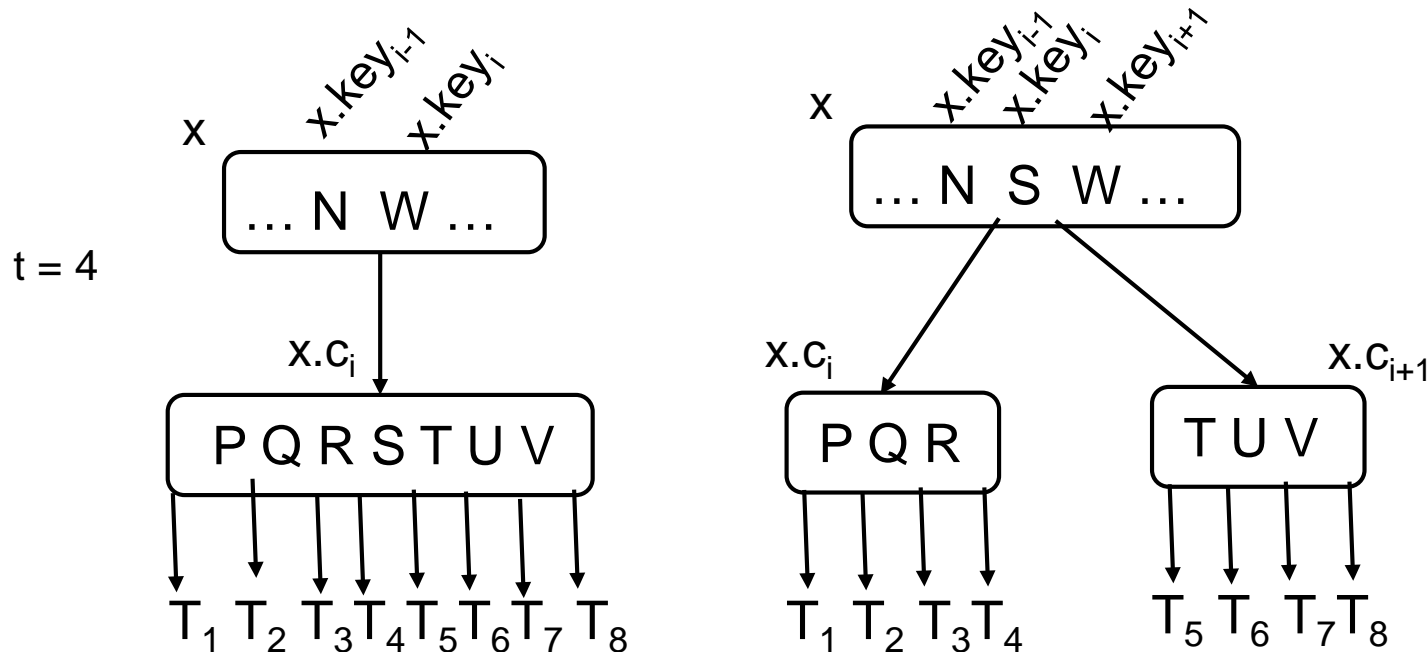 x.key_{i-1} x.key_i
x
... N W ...
t = 4
x.c_i
P Q R S T U V
T_1 T_2 T_3 T_4 T_5 T_6 T_7 T_8
x.key_{i-1} x.key_i x.key_{i+1}
x
... N S W ...
x.c_i
x.c_{i+1}
P Q R
T U V
T_1 T_2 T_3 T_4
T_5 T_6 T_7 T_8